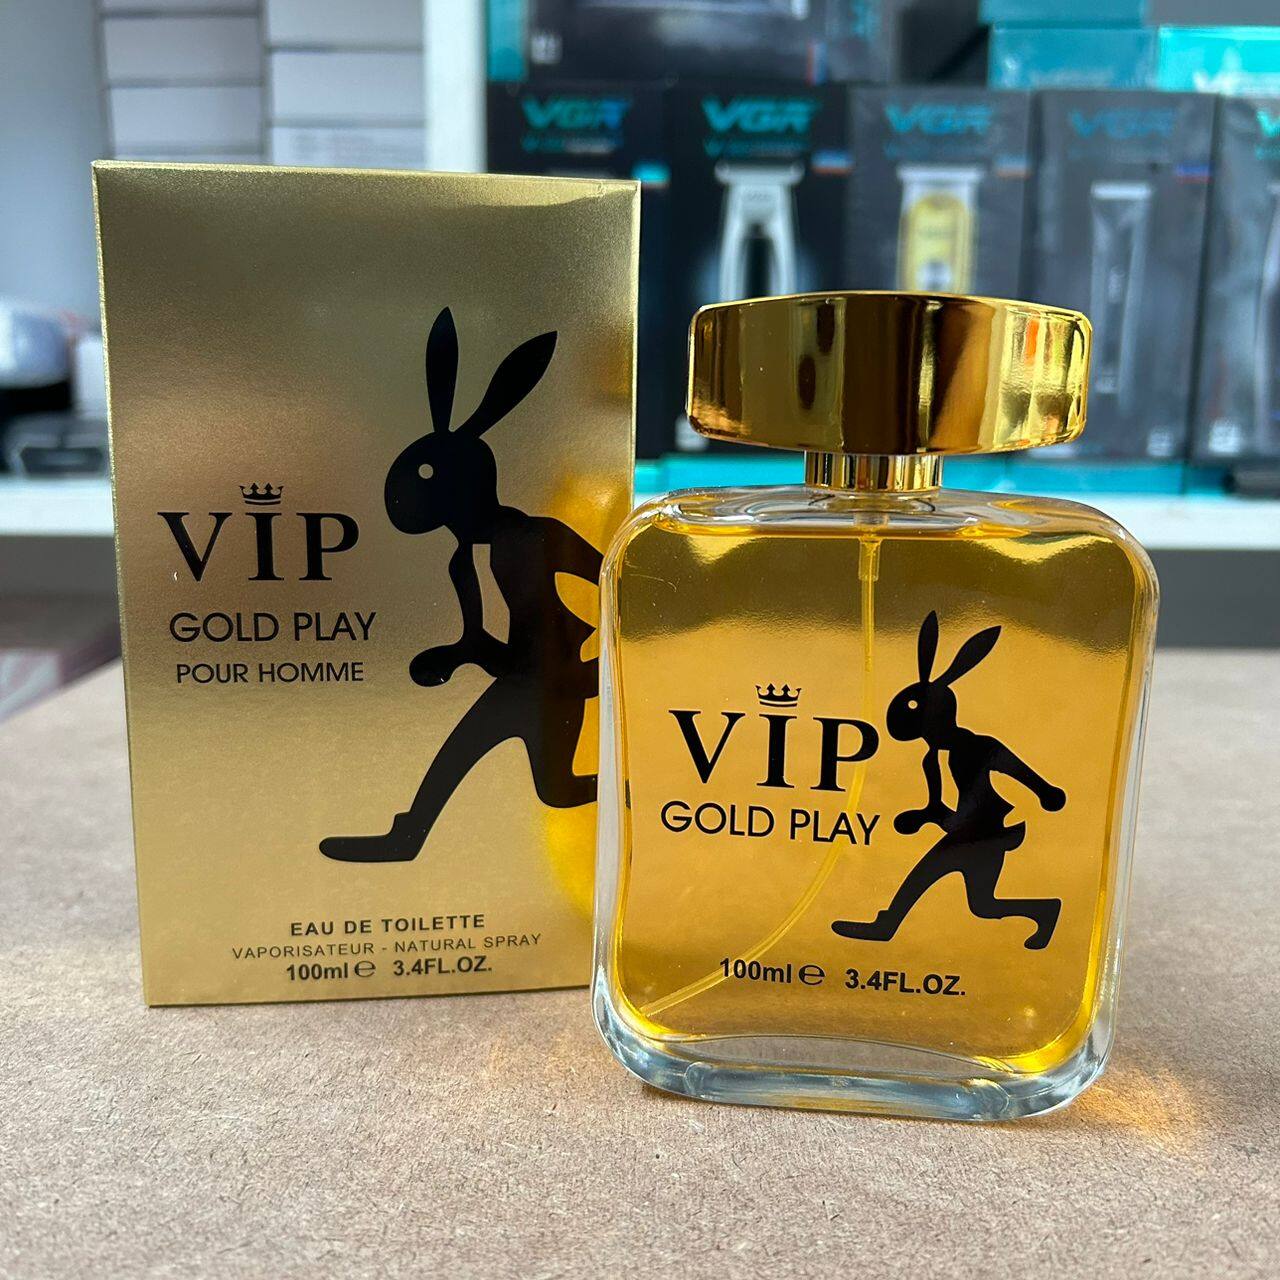 VIP
GOLD PLAY
POUR HOMME
EAU DE TOILETTE
VAPORISATEUR - NATURAL SPRAY
100ml ℮ 3.4FL.OZ.
VIP
GOLD PLAY
100ml ℮ 3.4FL.OZ.
VGR
VGR
VGR
VGR